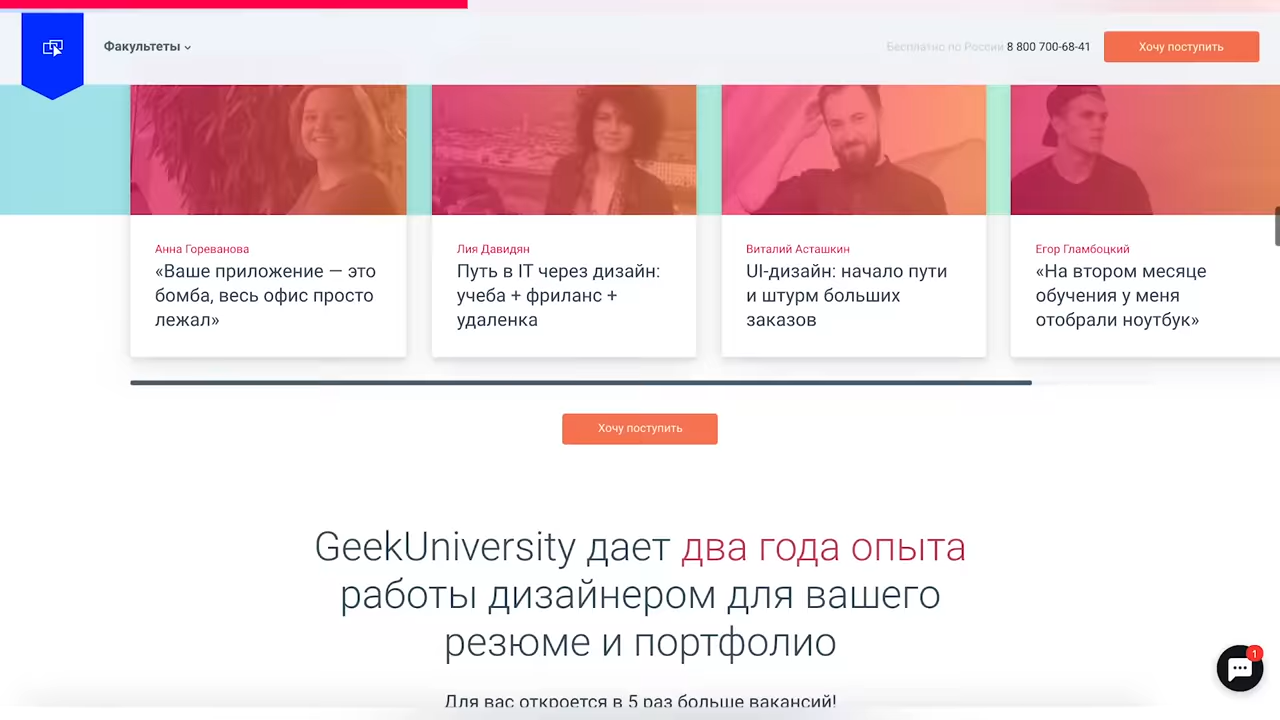 Факультеты
Бесплатно по России 8 800 700-68-41
Хочу поступить
Анна Гореванова
«Ваше приложение — это
бомба, весь офис просто
лежал»
Лия Давидян
Путь в IT через дизайн:
учеба + фриланс +
удаленка
Виталий Асташкин
UI-дизайн: начало пути
и штурм больших
заказов
Егор Гламбоцкий
«На втором месяце
обучения у меня
отобрали ноутбук»
Хочу поступить
GeekUniversity дает два года опыта
работы дизайнером для вашего
резюме и портфолио
Для вас откроется в 5 раз больше вакансий!
1